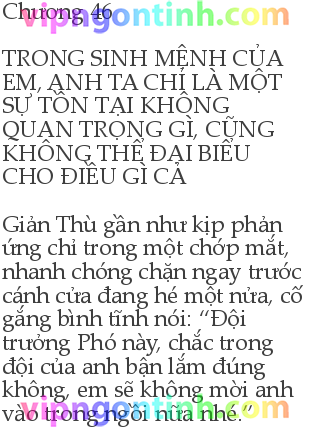 Chương 46
vipngontinh.com
TRONG SINH MỆNH CỦA
EM, ANH TA CHỈ LÀ MỘT
SỰ TỒN TẠI KHÔNG
QUAN TRỌNG GÌ, CŨNG
KHÔNG THỂ ĐẠI BIỂU
CHO ĐIỀU GÌ CẢ
Giản Thù gần như kịp phản
ứng chỉ trong một chớp mắt,
nhanh chóng chặn ngay trước
cánh cửa đang hé một nửa, cố
gắng bình tĩnh nói: “Đội
trưởng Phó này, chắc trong
đội của anh bận lắm đúng
không, em sẽ không mời anh
vào trong ngồi nữa nhé.”
vipngontinh.com